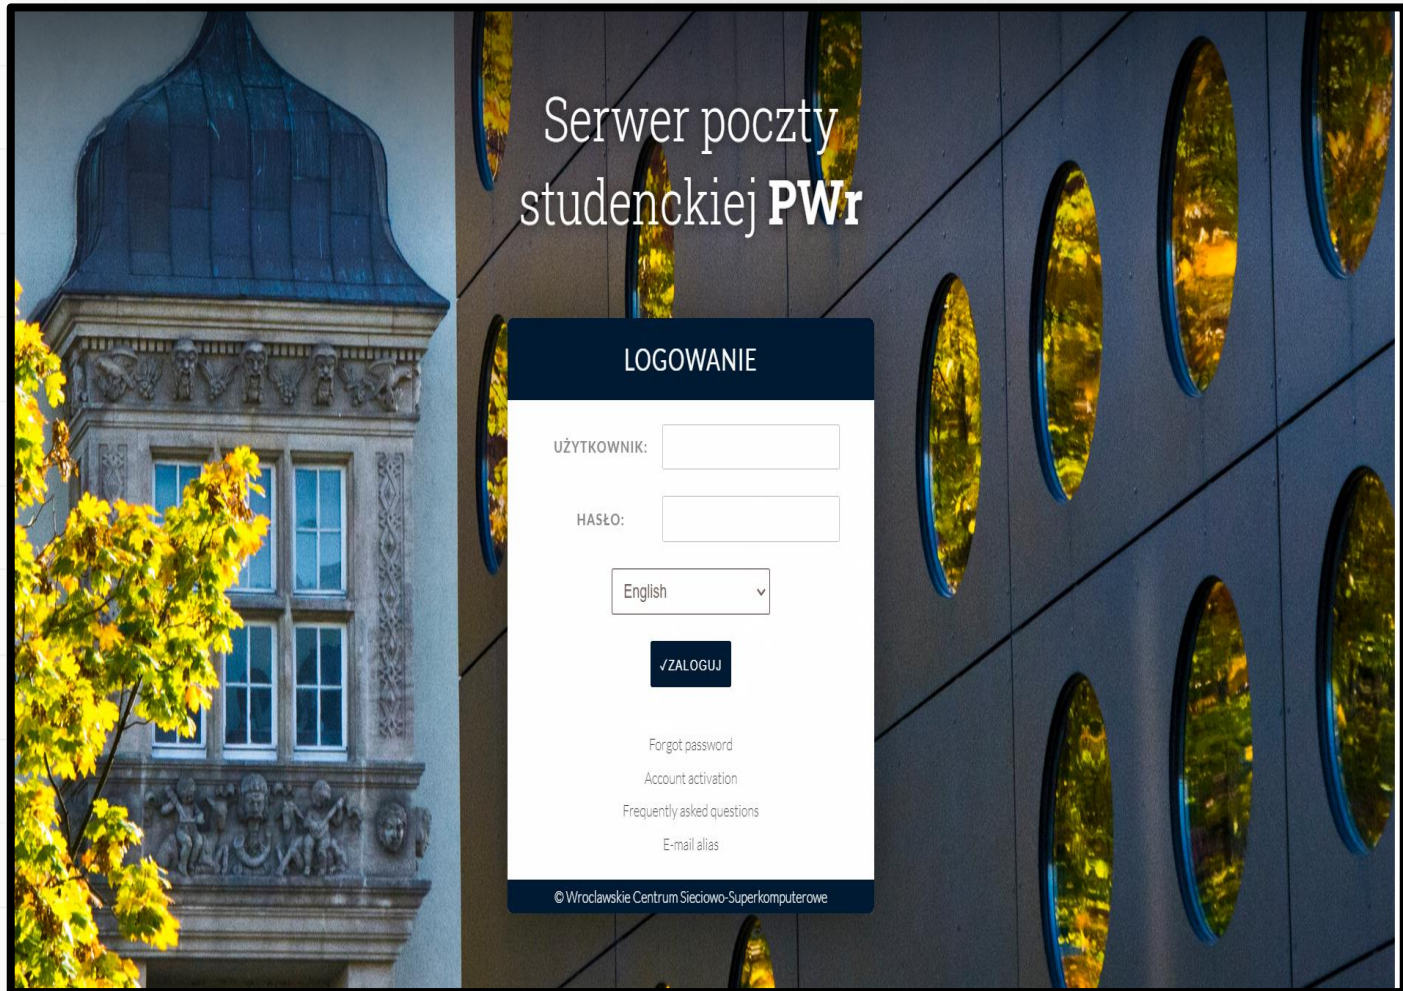 Serwer poczty
studenckiej PWr
LOGOWANIE
UŻYTKOWNIK:
HASŁO:
English
√ZALOGUJ
Forgot password
Account activation
Frequently asked questions
E-mail alias
© Wroclawskie Centrum Sieciowo-Superkomputerowe